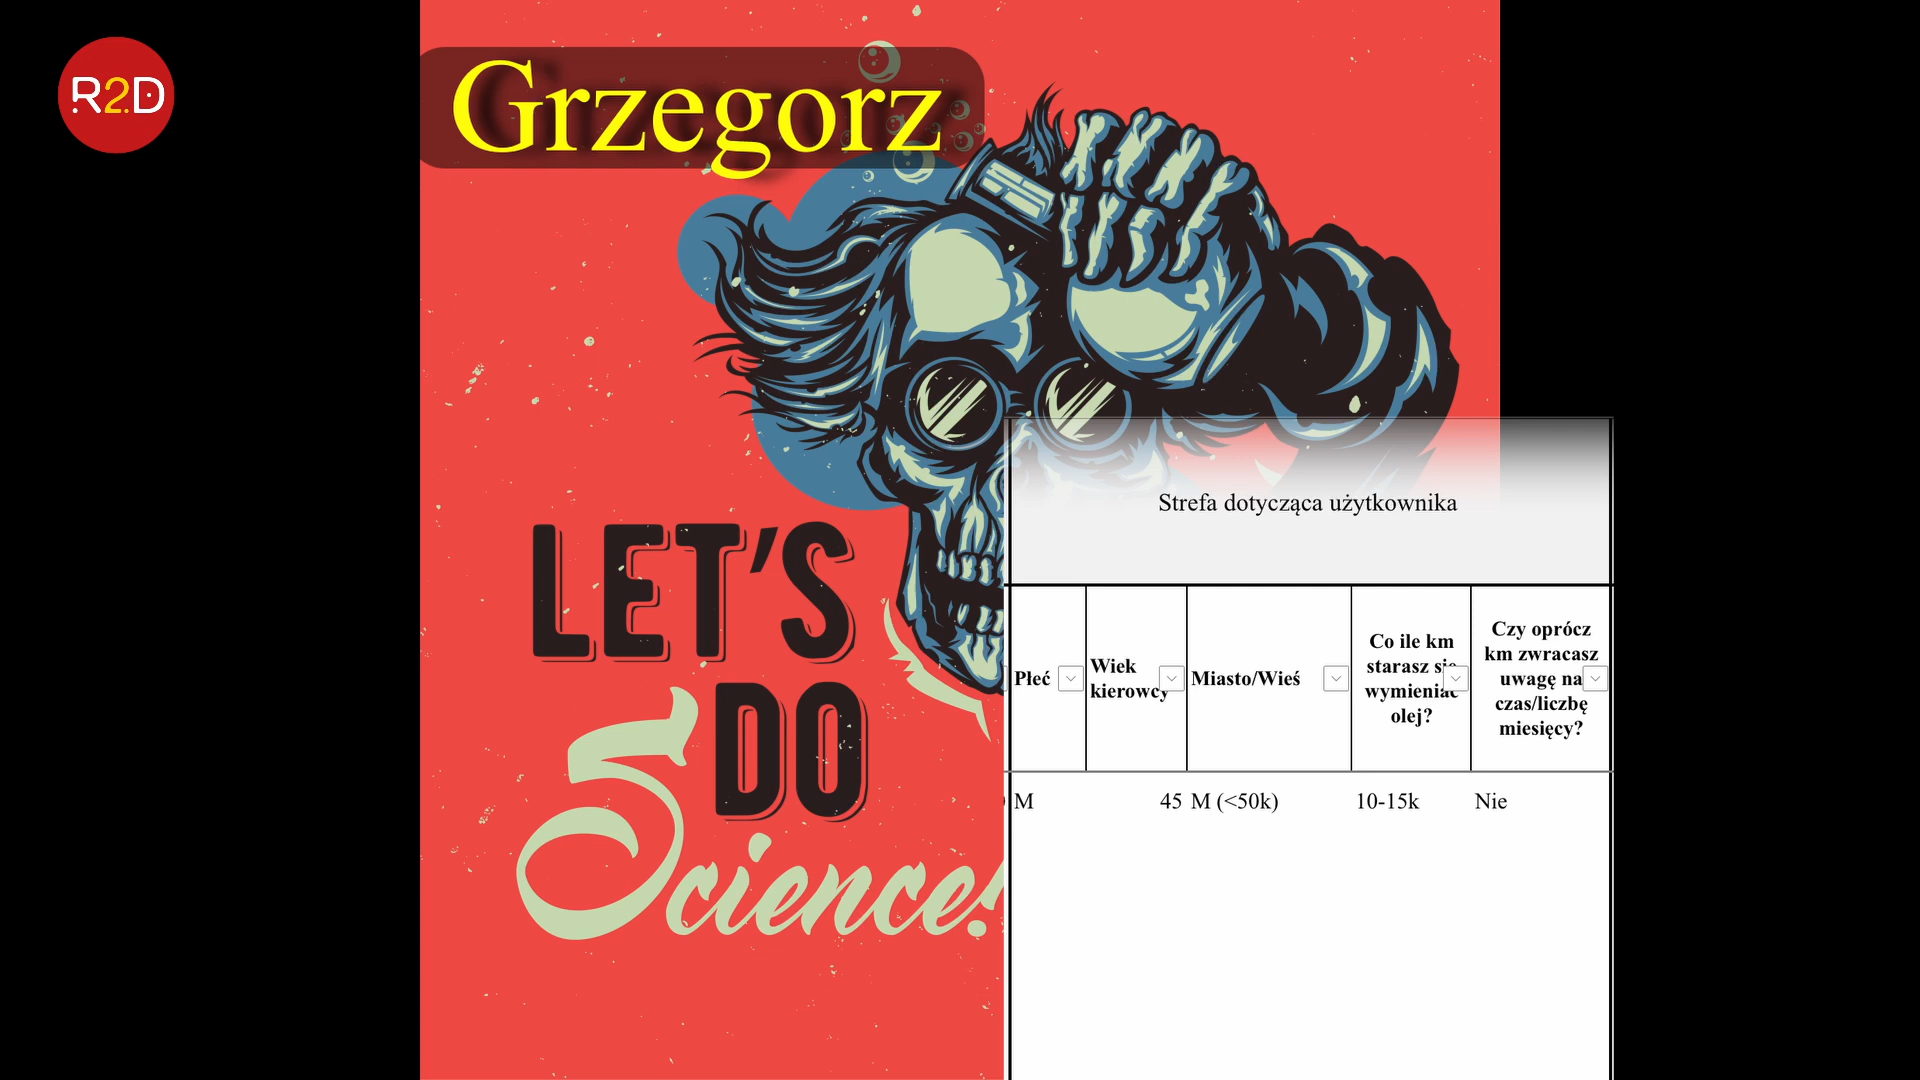 R2D
Grzegorz
LET'S
DO
Science!
Strefa dotycząca użytkownika
Płeć
Wiek
kierowcy
Miasto/Wieś
Co ile km
starasz się
wymieniać
olej?
Czy oprócz
km zwracasz
uwagę na
czas/liczbę
miesięcy?
M 45 M (<50k) 10-15k Nie